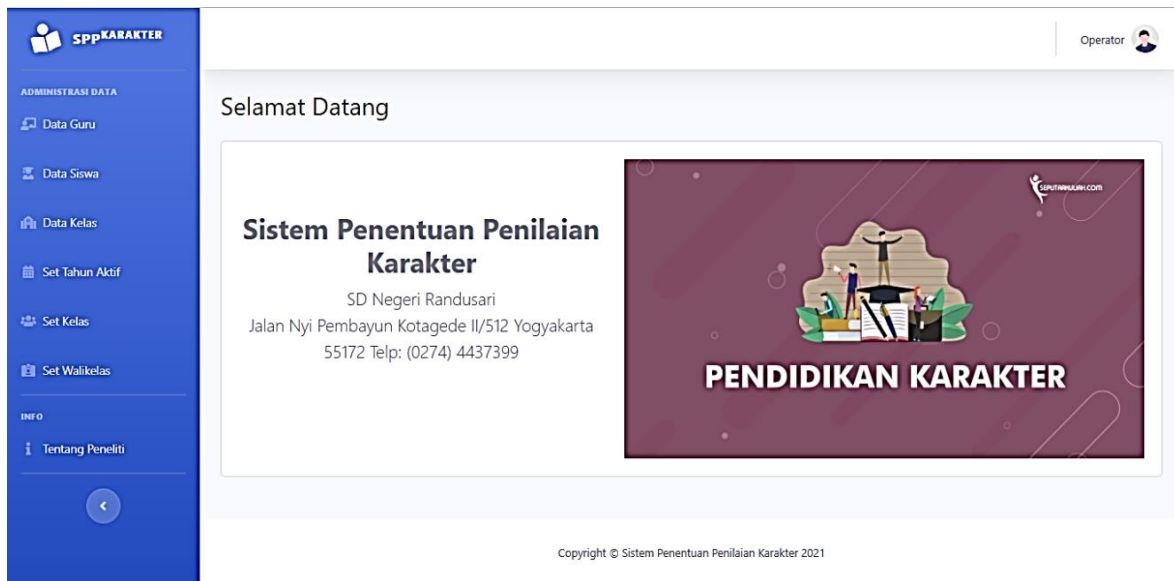 SPPKARAKTER
Operator
ADMINISTRASI DATA
Data Guru
Data Siswa
Data Kelas
Set Tahun Aktif
Set Kelas
Set Walikelas
INFO
Tentang Peneliti
Selamat Datang
Sistem Penentuan Penilaian
Karakter
SD Negeri Randusari
Jalan Nyi Pembayun Kotagede II/512 Yogyakarta
55172 Telp: (0274) 4437399
SEPUTARKULIAH.COM
PENDIDIKAN KARAKTER
Copyright © Sistem Penentuan Penilaian Karakter 2021